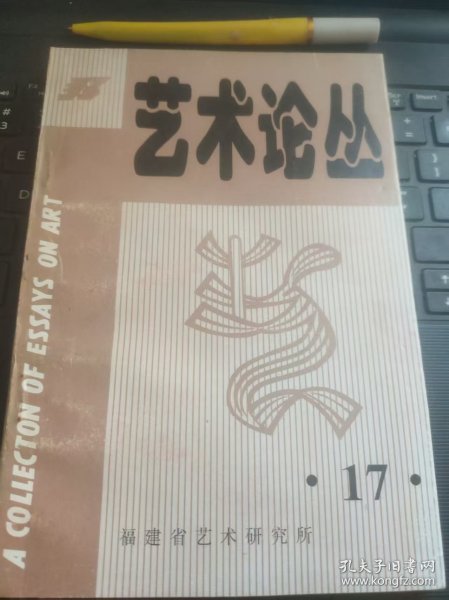 艺术论丛
A COLLECTON OF ESSAYS ON ART
·17·
福建省艺术研究所
孔夫子旧书网
www.kongfz.com